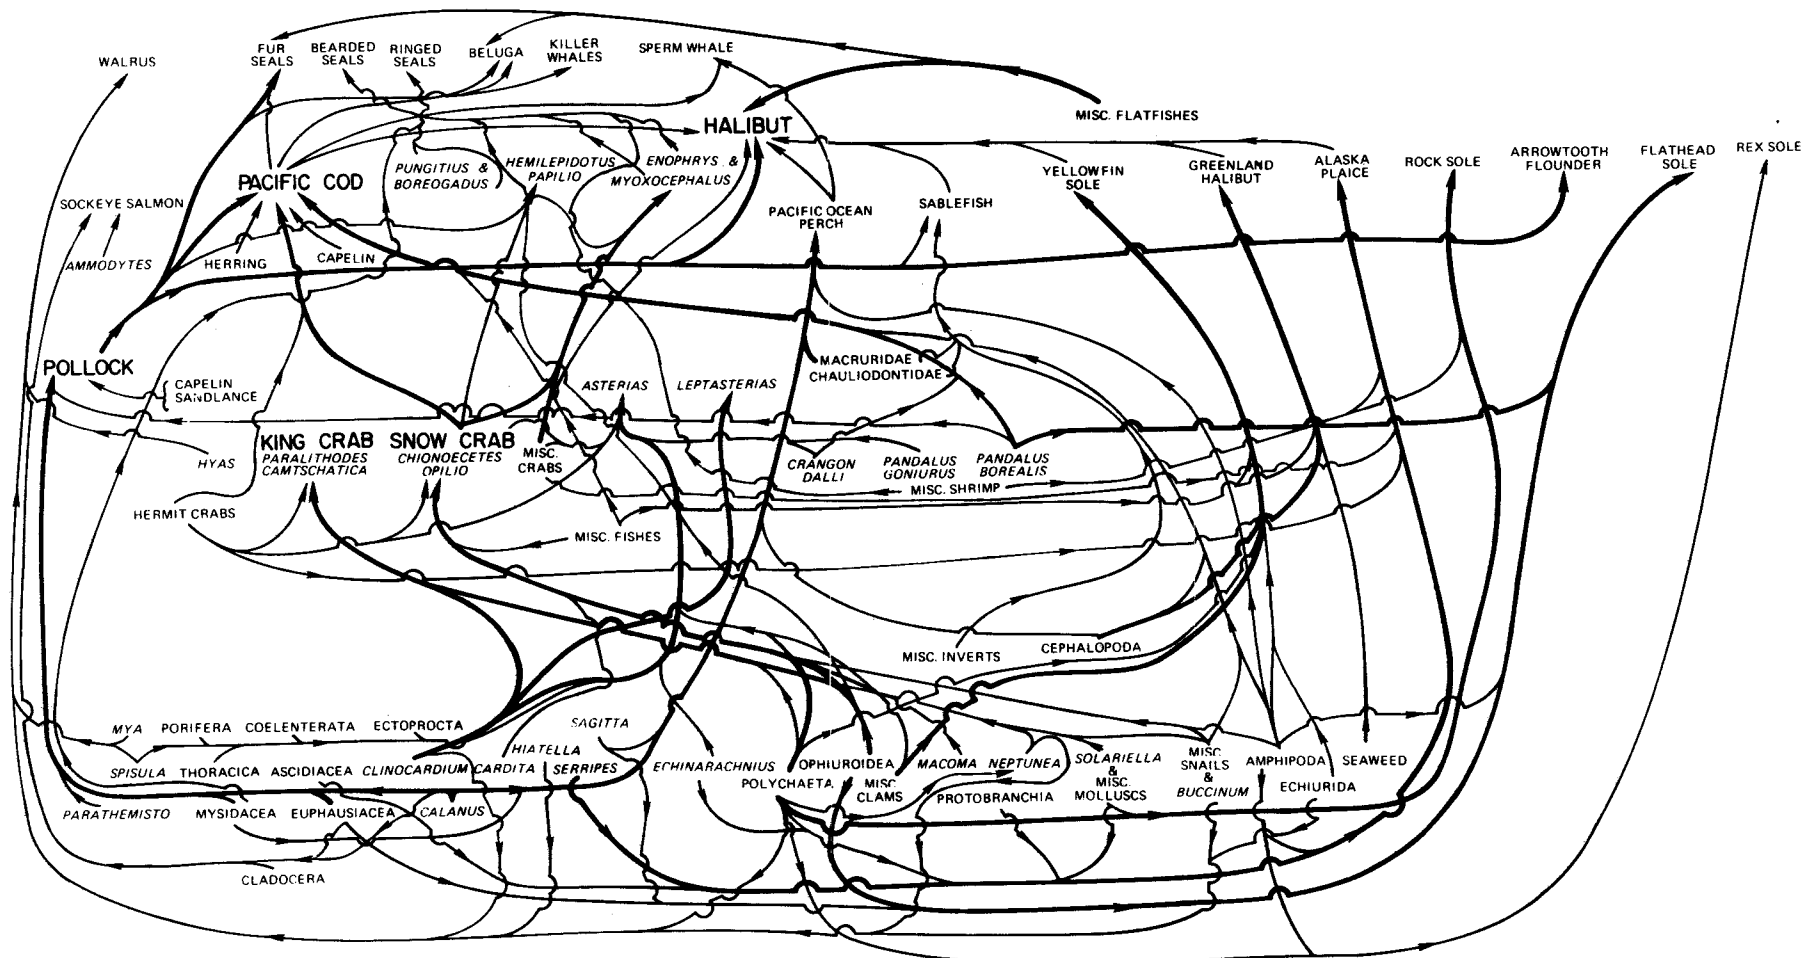 FUR
SEALS
BEARDED
SEALS
RINGED
SEALS
BELUGA
KILLER
WHALES
SPERM WHALE
WALRUS
MISC. FLATFISHES
HALIBUT
PACIFIC COD
PUNGITIUS &
BOREOGADUS
HEMILEPIDOTUS
PAPILIO
ENOPHRYS &
MYOXOCEPHALUS
YELLOWFIN
SOLE
GREENLAND
HALIBUT
ALASKA
PLAICE
ROCK SOLE
ARROWTOOTH
FLOUNDER
FLATHEAD
SOLE
REX SOLE
SOCKEYE SALMON
PACIFIC OCEAN
PERCH
SABLEFISH
AMMODYTES
HERRING
CAPELIN
POLLOCK
CAPELIN
SANDLANCE
MACRURIDAE
CHAULIODONTIDAE
ASTERIAS
LEPTASTERIAS
KING CRAB
PARALITHODES
CAMTSCHATICA
SNOW CRAB
CHIONOECETES
OPILIO
MISC.
CRABS
HYAS
CRANGON
DALLI
PANDALUS
GONIURUS
PANDALUS
BOREALIS
MISC. SHRIMP
HERMIT CRABS
MISC. FISHES
MISC. INVERTS
CEPHALOPODA
MYA
PORIFERA
COELENTERATA
ECTOPROCTA
SAGITTA
SPISULA
THORACICA
ASCIDIACEA
CLINOCARDIUM
CARDITA
HIATELLA
SERRIPES
ECHINARACHNIUS
POLYCHAETA
OPHIUROIDEA
MISC.
CLAMS
MACOMA
NEPTUNEA
SOLARIELLA
&
MISC.
MOLLUSCS
MISC.
SNAILS
&
BUCCINUM
AMPHIPODA
SEAWEED
ECHIURIDA
PROTOBRANCHIA
PARATHEMISTO
MYSIDACEA
EUPHAUSIACEA
CALANUS
CLADOCERA